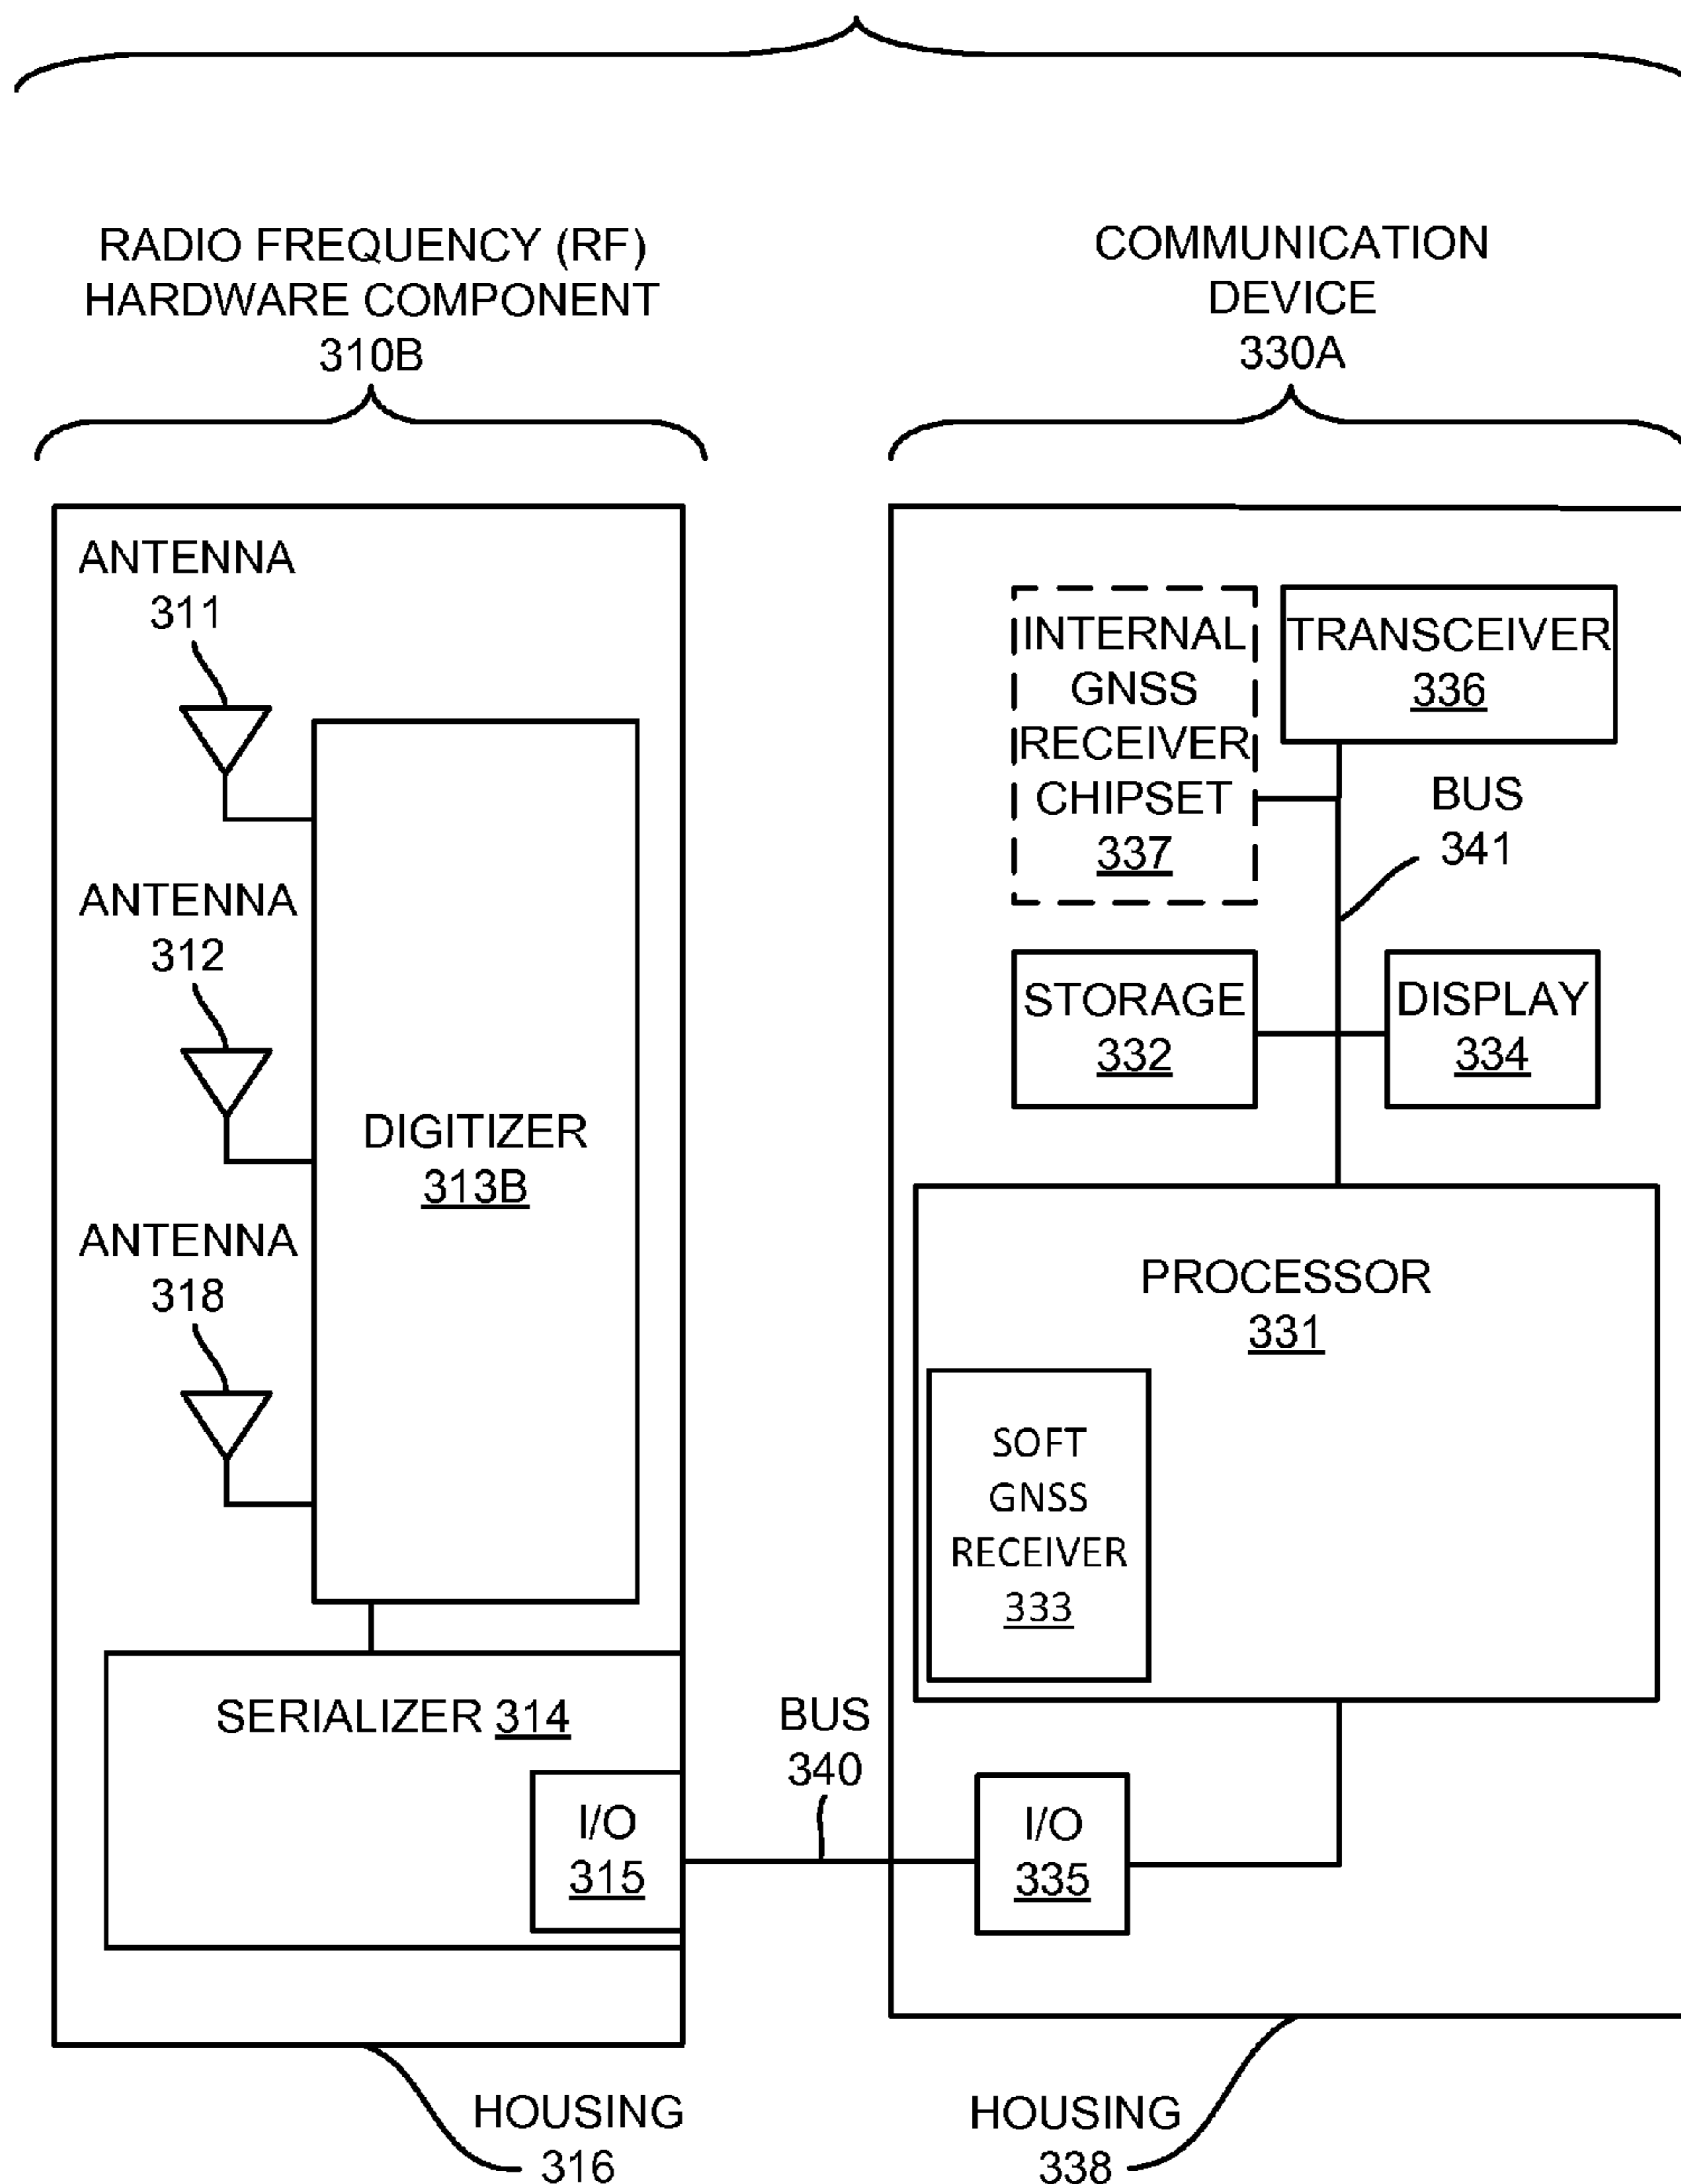 RADIO FREQUENCY (RF)
HARDWARE COMPONENT
310B
COMMUNICATION
DEVICE
330A
ANTENNA
311
ANTENNA
312
ANTENNA
318
DIGITIZER
313B
SERIALIZER 314
I/O
315
HOUSING
316
BUS
340
INTERNAL
GNSS
RECEIVER
CHIPSET
337
TRANSCEIVER
336
BUS
341
STORAGE
332
DISPLAY
334
PROCESSOR
331
SOFT
GNSS
RECEIVER
333
I/O
335
HOUSING
338